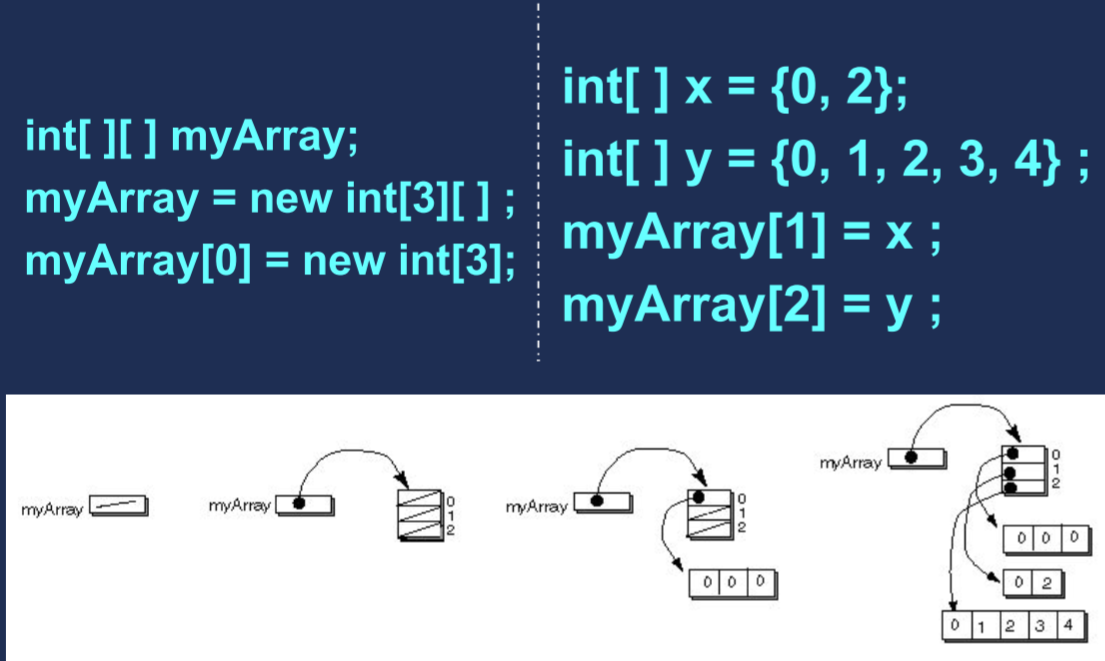 int[ ][ ] myArray;
myArray = new int[3][ ] ;
myArray[0] = new int[3];
int[ ] x = {0, 2};
int[ ] y = {0, 1, 2, 3, 4} ;
myArray[1] = x ;
myArray[2] = y ;
myArray
myArray
0
1
2
myArray
0
1
2
0 0 0
myArray
0
1
2
0 0 0
0 2
0 1 2 3 4